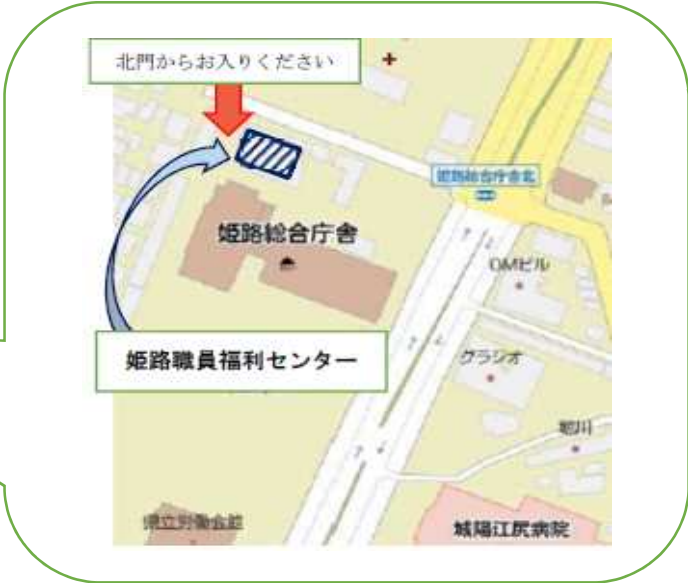 北門からお入りください
姫路総合庁舎北
姫路総合庁舎
OMビル
姫路職員福利センター
グラシオ
堀川
県立労働会館
城陽江尻病院